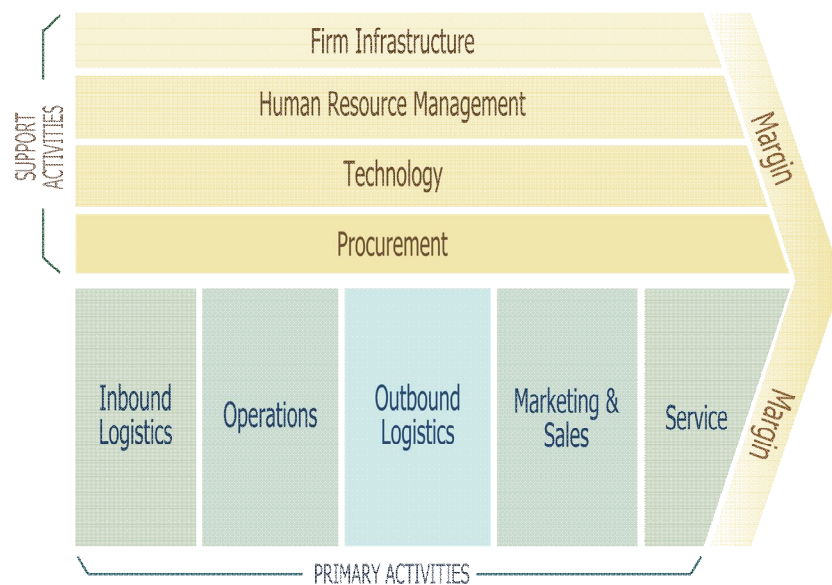 Firm Infrastructure
Human Resource Management
Technology
Procurement
SUPPORT
ACTIVITIES
Margin
Inbound
Logistics
Operations
Outbound
Logistics
Marketing &
Sales
Service
Margin
PRIMARY ACTIVITIES